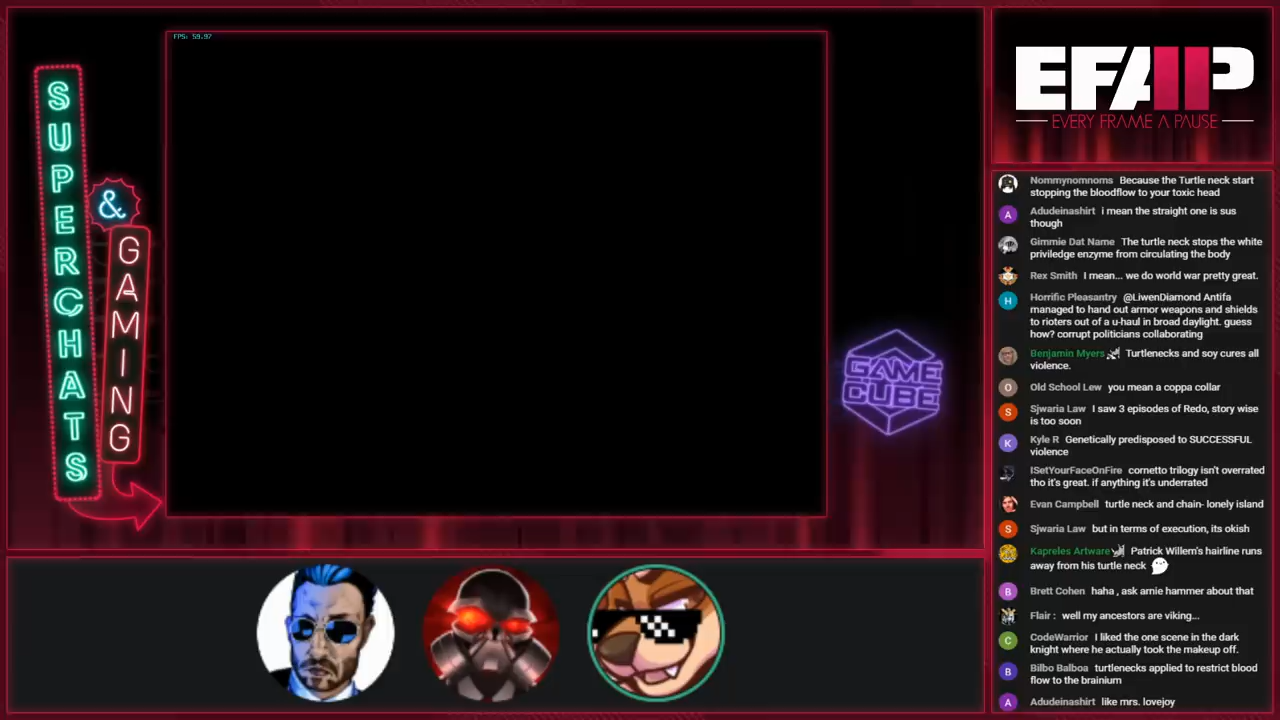 FPS: 59.97
SUPERCHATS
&
GAMING
GAME
CUBE
EFAP
EVERY FRAME A PAUSE
Nommynomnoms Because the Turtle neck start
stopping the bloodflow to your toxic head
Adudeinashirt i mean the straight one is sus
though
Gimmie Dat Name The turtle neck stops the white
priviledge enzyme from circulating the body
Rex Smith I mean... we do world war pretty great.
Horrific Pleasantry @LiwenDiamond Antifa
managed to hand out armor weapons and shields
to rioters out of a u-haul in broad daylight. guess
how? corrupt politicians collaborating
Benjamin Myers Turtlenecks and soy cures all
violence.
Old School Lew you mean a coppa collar
Sjwaria Law I saw 3 episodes of Redo, story wise
is too soon
Kyle R Genetically predisposed to SUCCESSFUL
violence
ISetYourFaceOnFire cornetto trilogy isn't overrated
tho it's great. if anything it's underrated
Evan Campbell turtle neck and chain- lonely island
Sjwaria Law but in terms of execution, its okish
Kapreles Artware Patrick Willem's hairline runs
away from his turtle neck
Brett Cohen haha , ask arnie hammer about that
Flair : well my ancestors are viking...
CodeWarrior I liked the one scene in the dark
knight where he actually took the makeup off.
Bilbo Balboa turtlenecks applied to restrict blood
flow to the brainium
Adudeinashirt like mrs. lovejoy
A
H
O
S
K
S
B
C
B
A